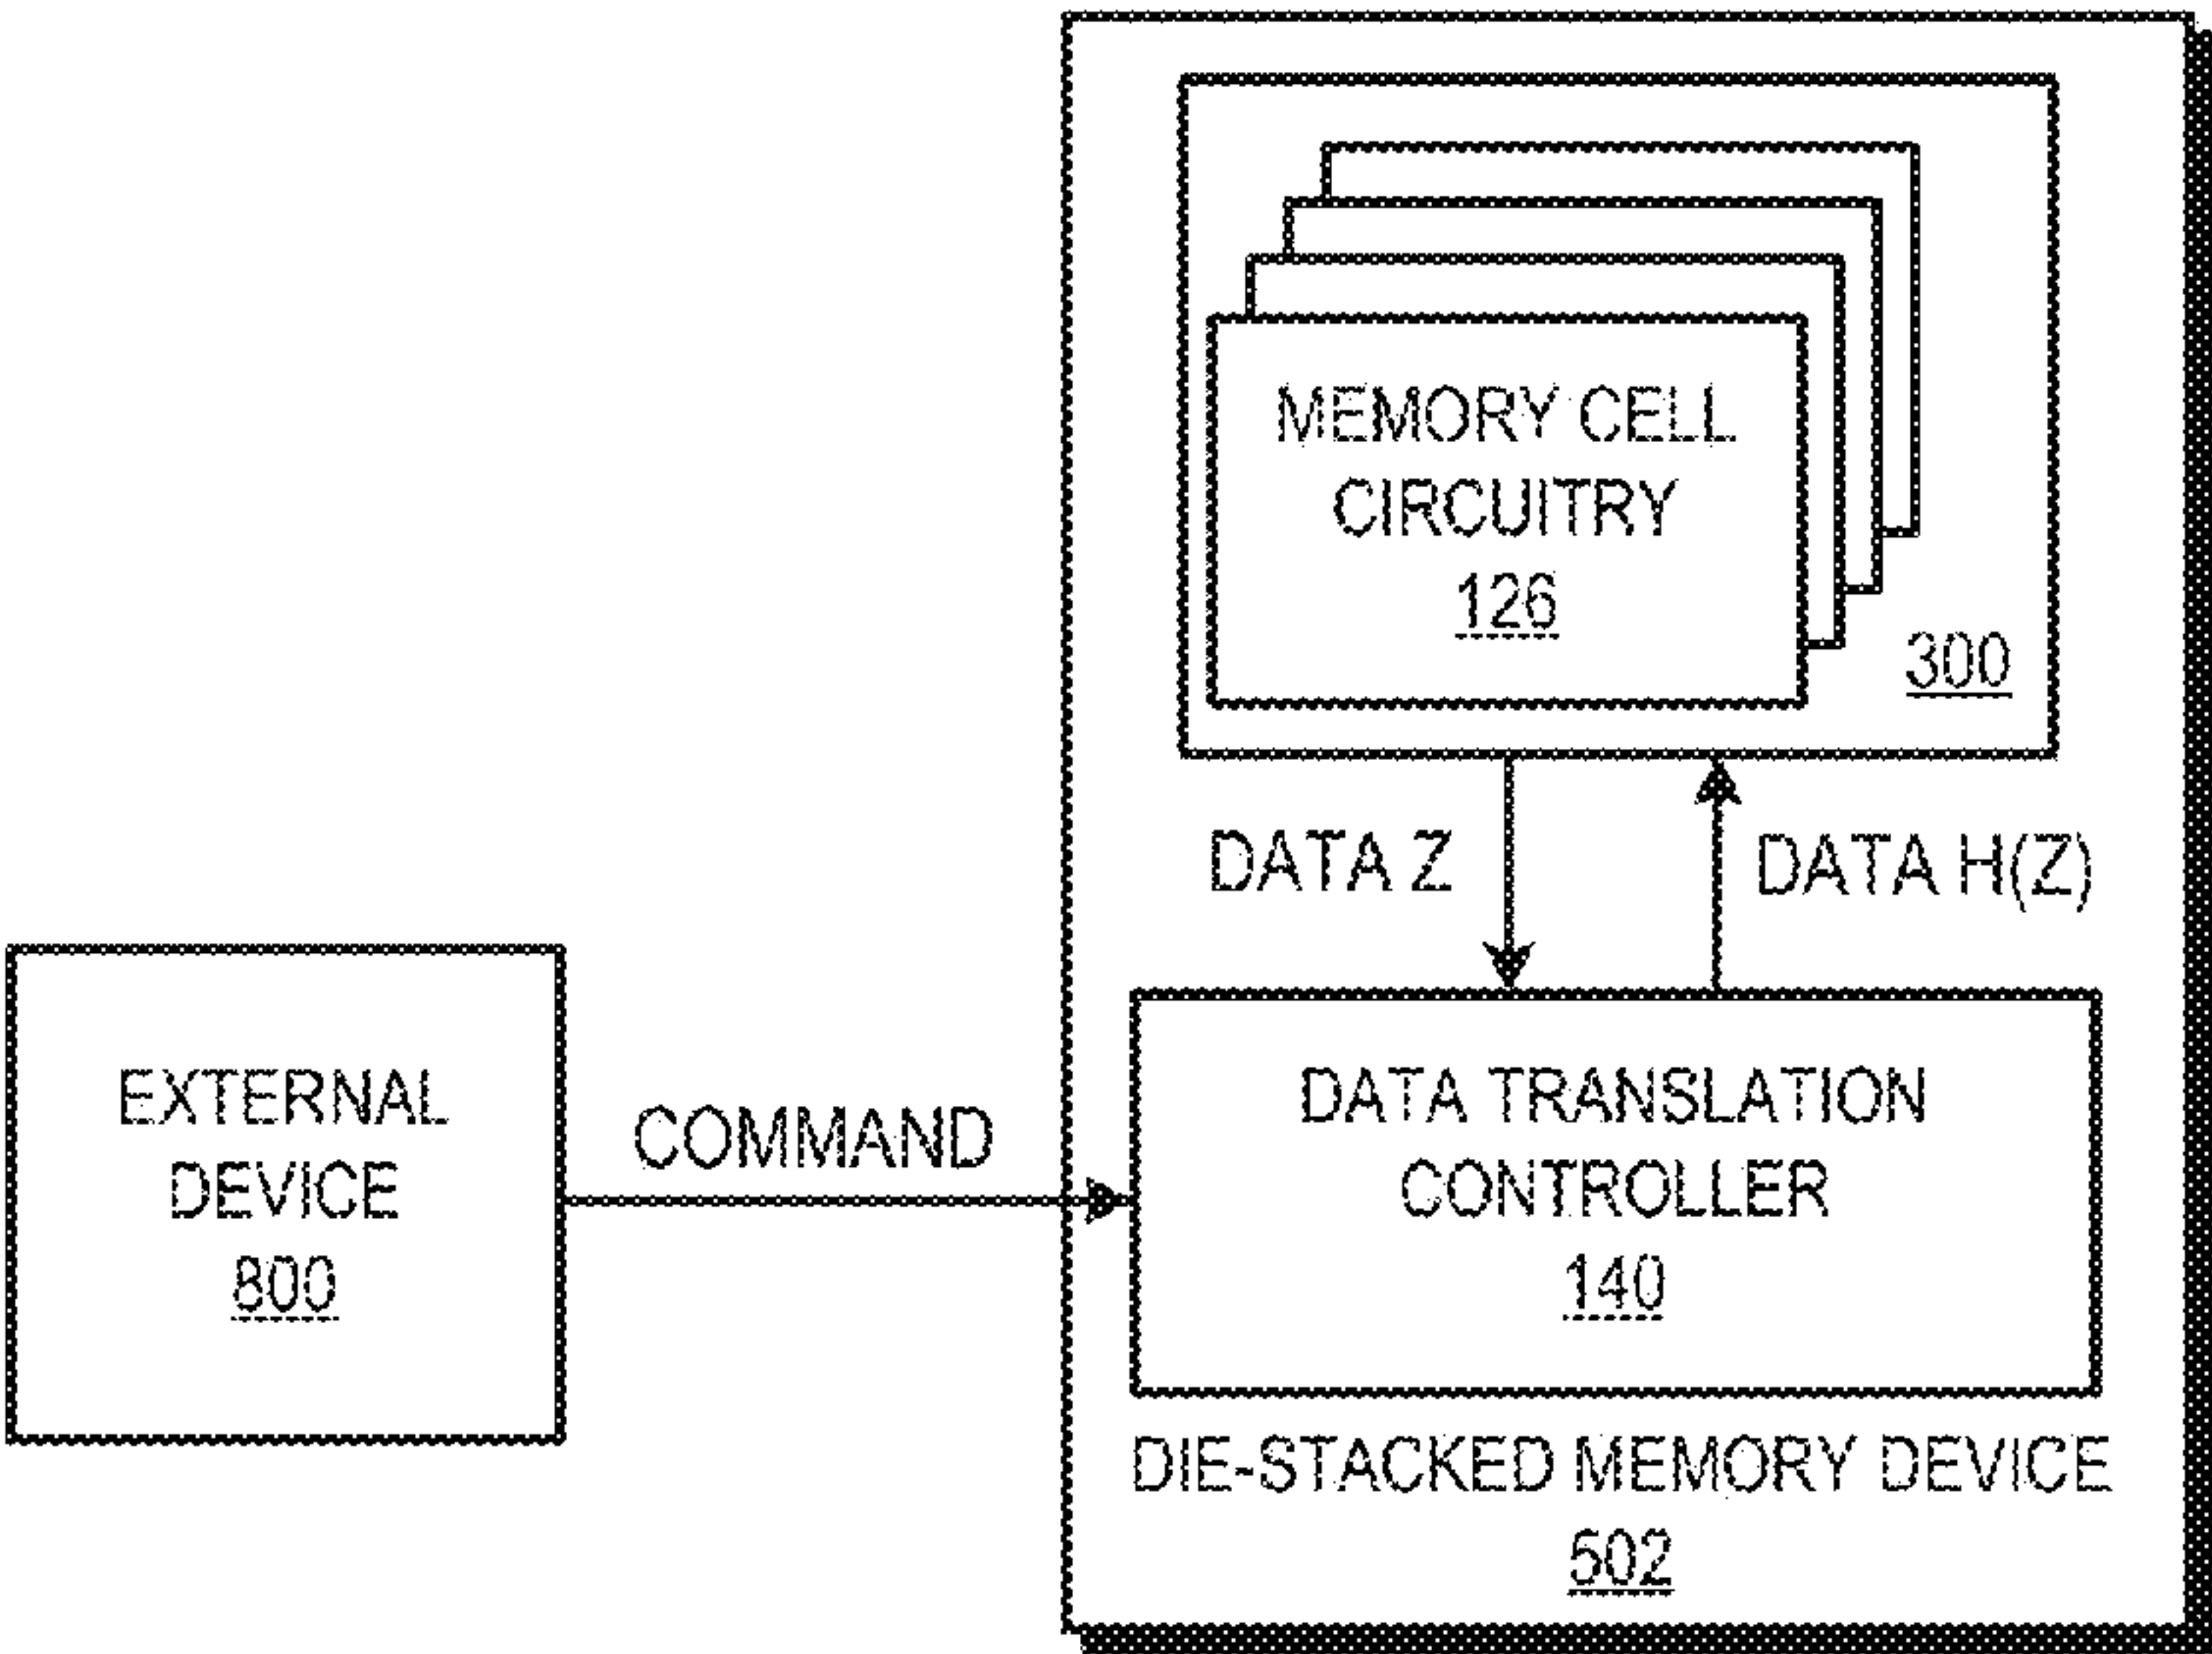 MEMORY CELL
CIRCUITRY
126
300
DATA Z
DATA H(Z)
EXTERNAL
DEVICE
800
COMMAND
DATA TRANSLATION
CONTROLLER
140
DIE-STACKED MEMORY DEVICE
502